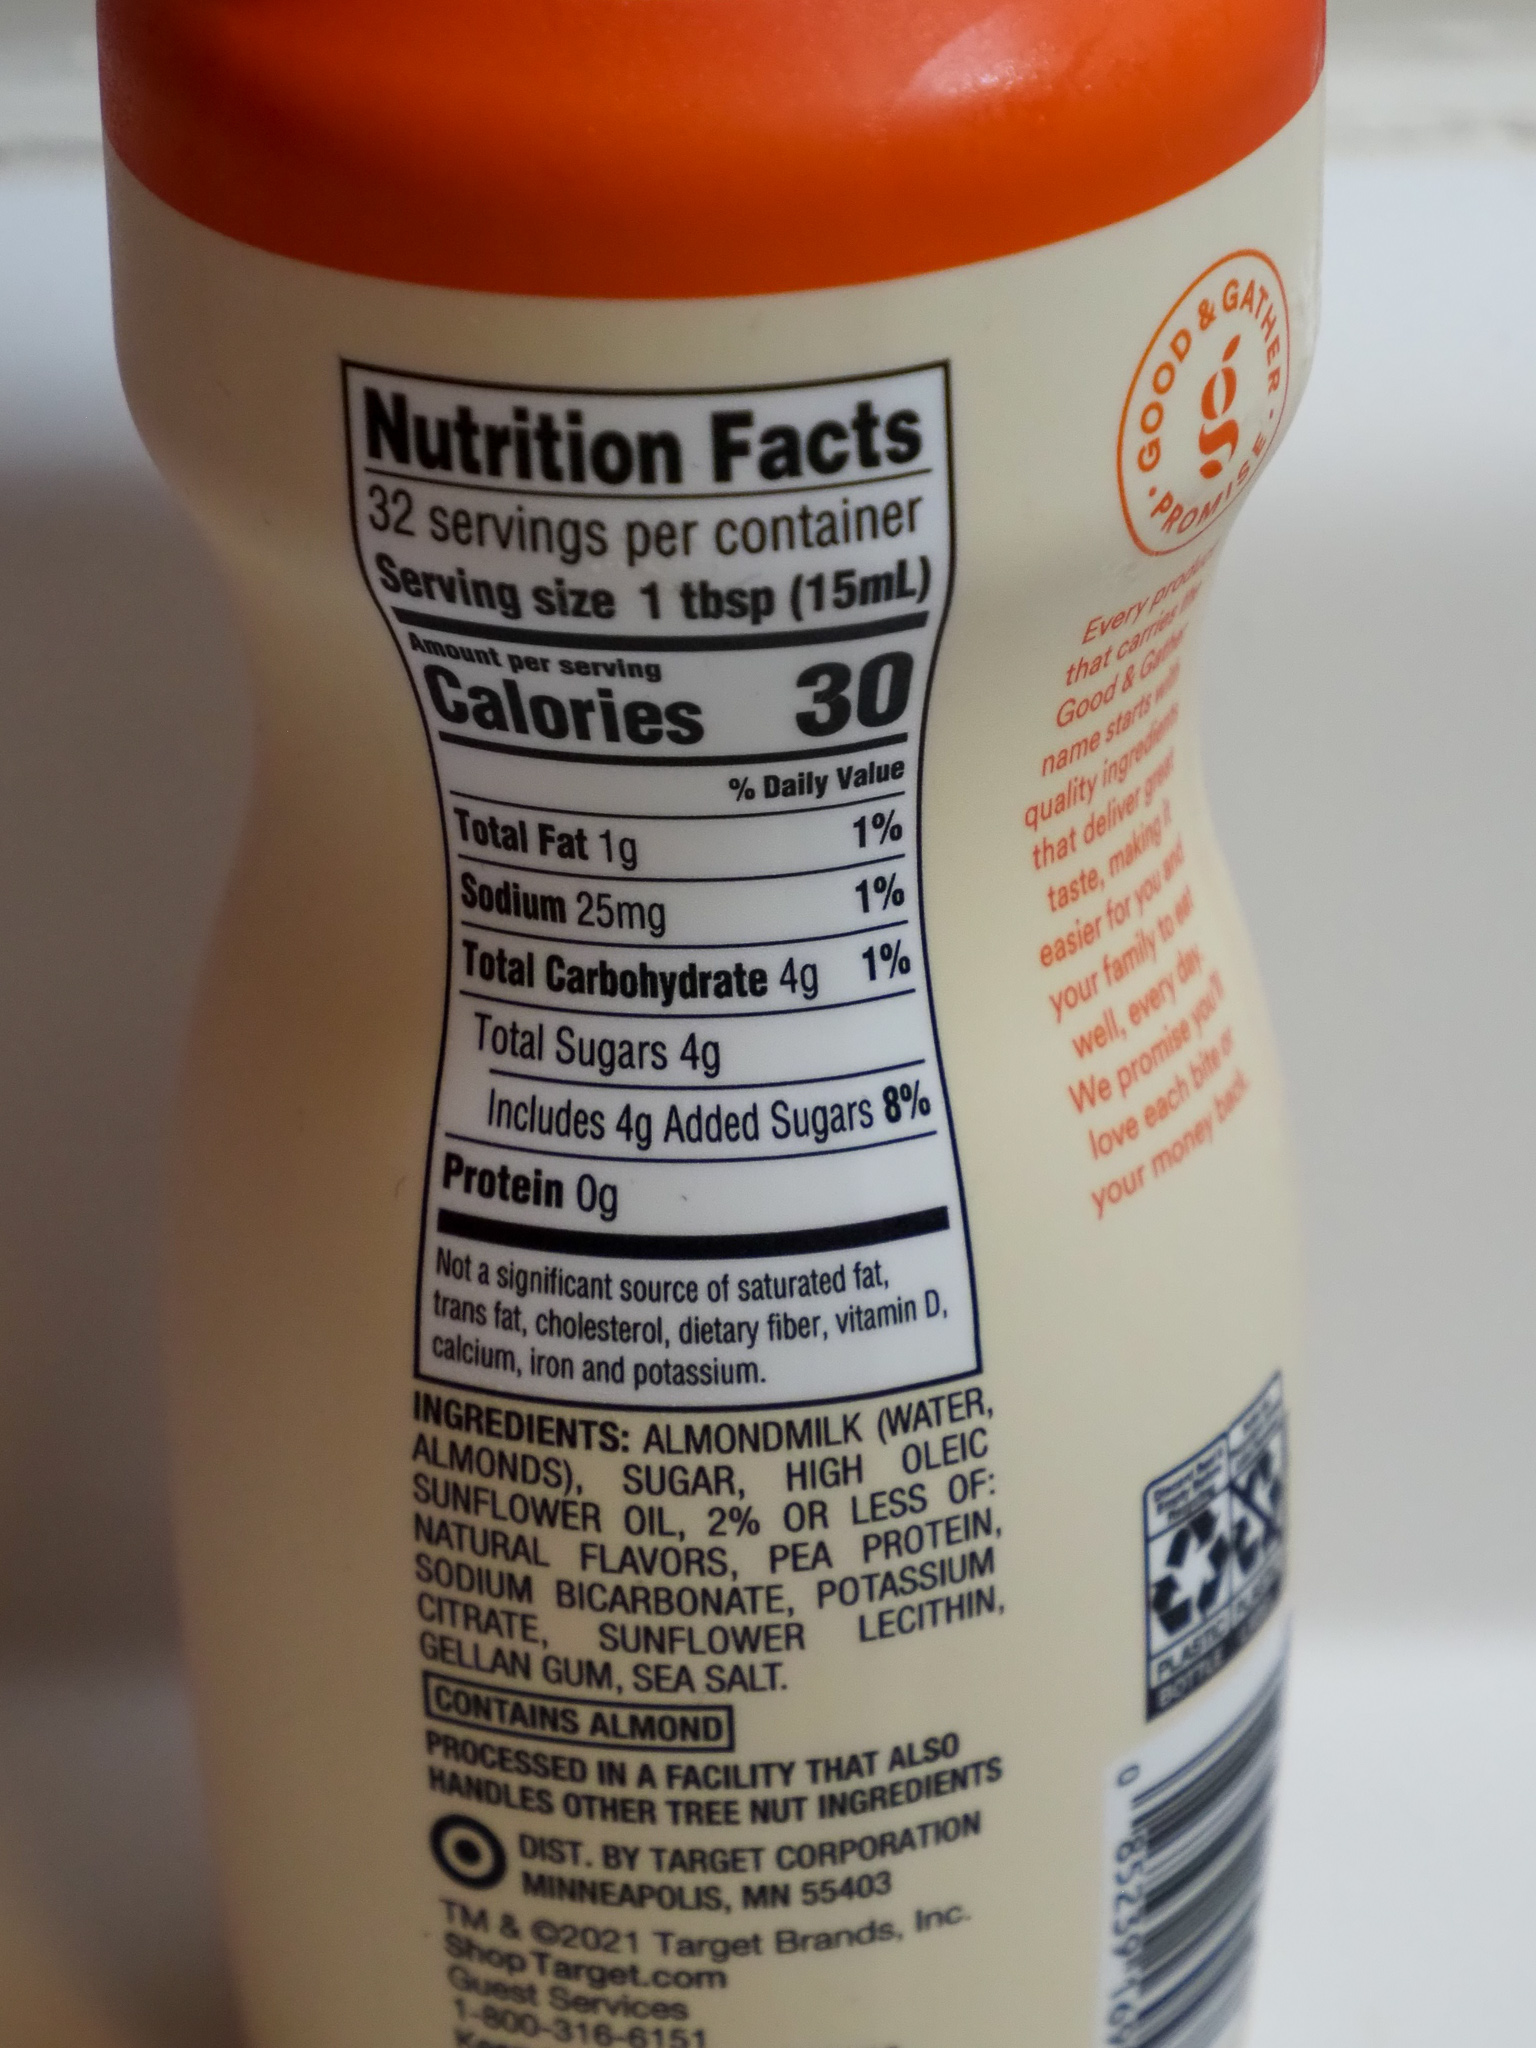 Nutrition Facts
32 servings per container
Serving size 1 tbsp (15mL)
Amount per serving
Calories 30
% Daily Value
Total Fat 1g 1%
Sodium 25mg 1%
Total Carbohydrate 4g 1%
Total Sugars 4g
Includes 4g Added Sugars 8%
Protein 0g
Not a significant source of saturated fat,
trans fat, cholesterol, dietary fiber, vitamin D,
calcium, iron and potassium.
INGREDIENTS: ALMONDMILK (WATER,
ALMONDS), SUGAR, HIGH OLEIC
SUNFLOWER OIL, 2% OR LESS OF:
NATURAL FLAVORS, PEA PROTEIN,
SODIUM BICARBONATE, POTASSIUM
CITRATE, SUNFLOWER LECITHIN,
GELLAN GUM, SEA SALT.
CONTAINS ALMOND
PROCESSED IN A FACILITY THAT ALSO
HANDLES OTHER TREE NUT INGREDIENTS
DIST. BY TARGET CORPORATION
MINNEAPOLIS, MN 55403
TM & ©2021 Target Brands, Inc.
Shop Target.com
Guest Services
1-800-316-6151
· GOOD & GATHER ·
PROMISE
g
Every product
that carries the
Good & Gather
name starts with
quality ingredients
that deliver great
taste, making it
easier for you and
your family to eat
well, every day.
We promise you'll
love each bite or
your money back.
PLASTIC
BOTTLE
0 85239 169